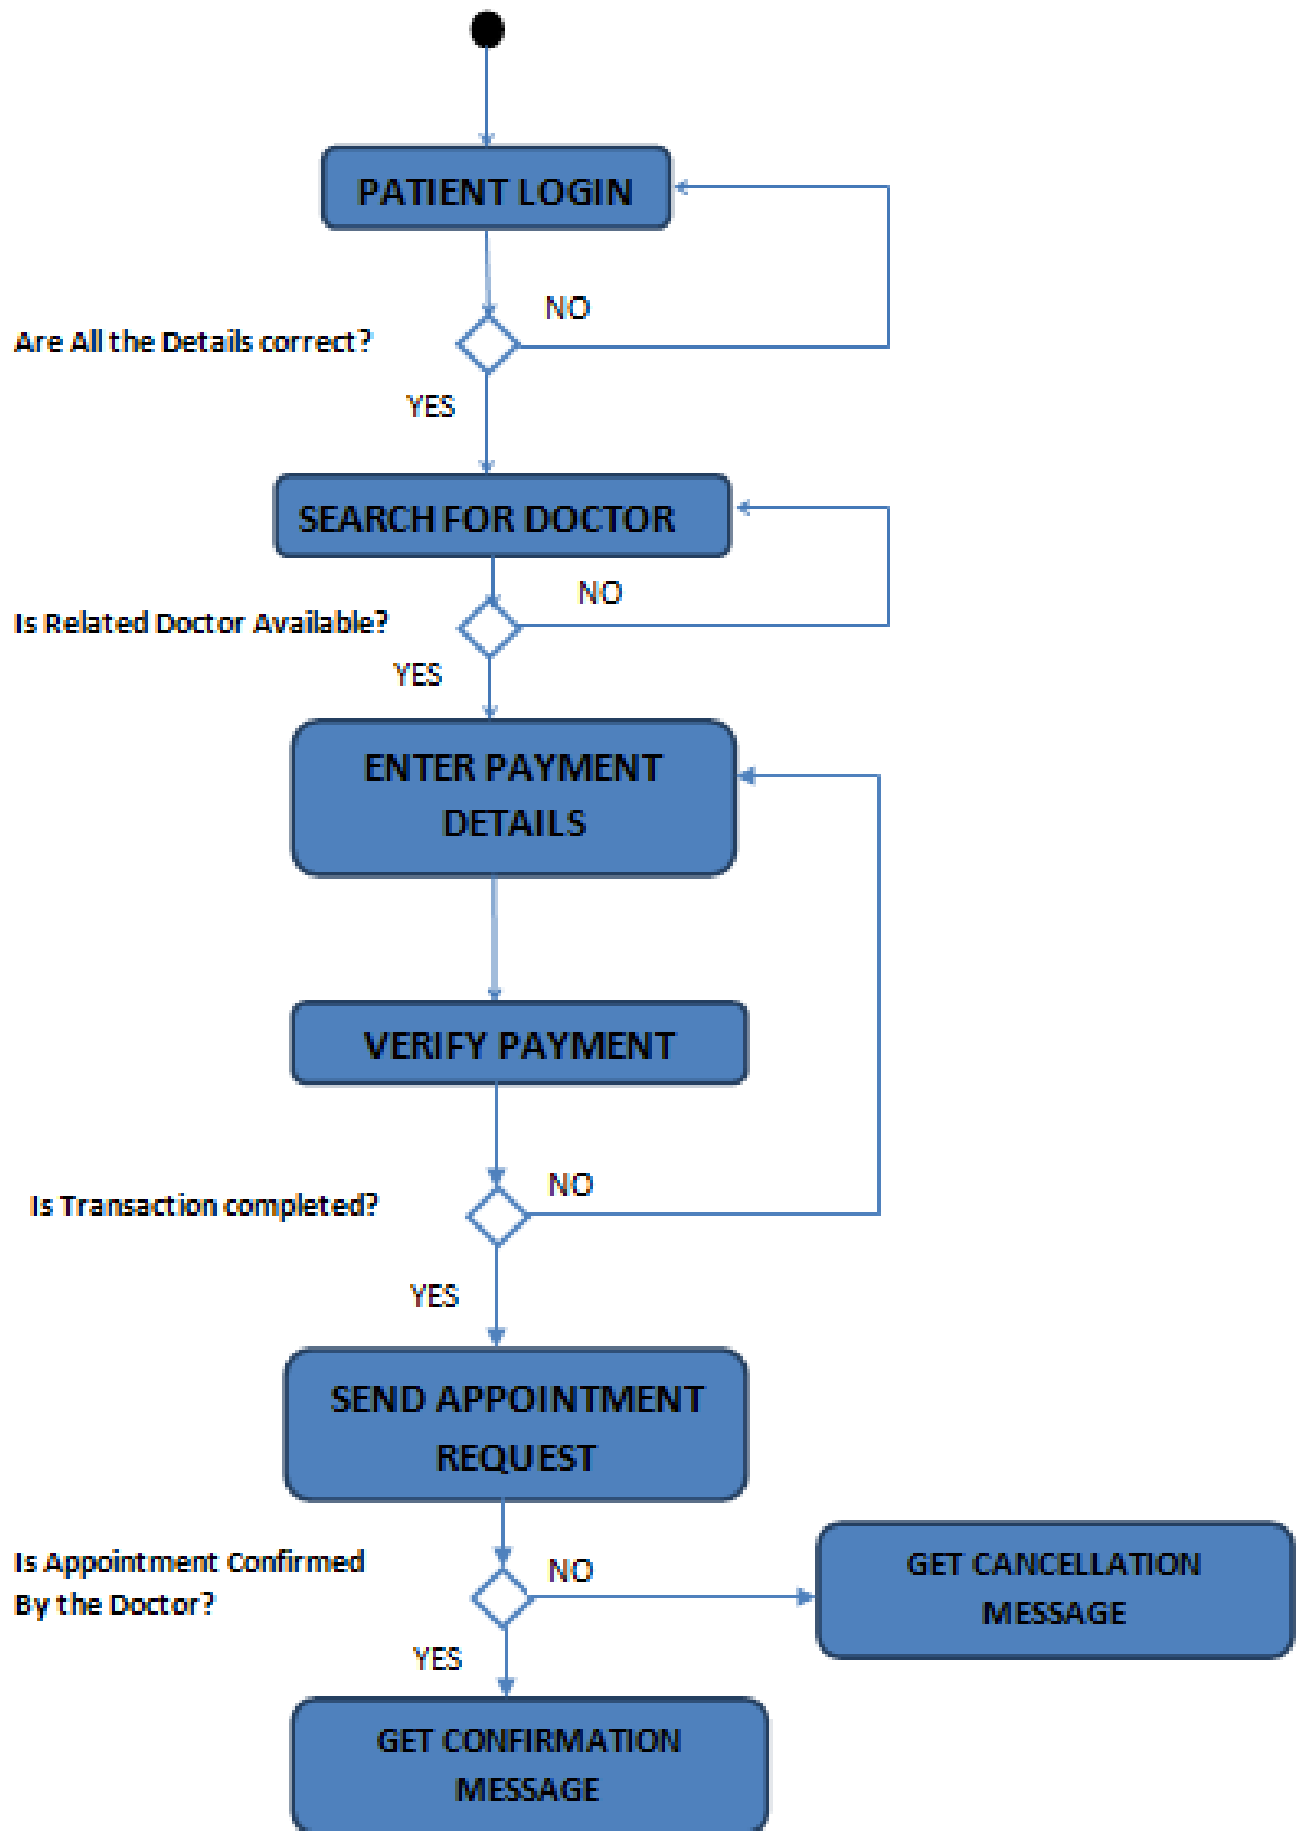 PATIENT LOGIN
NO
Are All the Details correct?
YES
SEARCH FOR DOCTOR
NO
Is Related Doctor Available?
YES
ENTER PAYMENT
DETAILS
VERIFY PAYMENT
NO
Is Transaction completed?
YES
SEND APPOINTMENT
REQUEST
Is Appointment Confirmed
By the Doctor?
NO
GET CANCELLATION
MESSAGE
YES
GET CONFIRMATION
MESSAGE